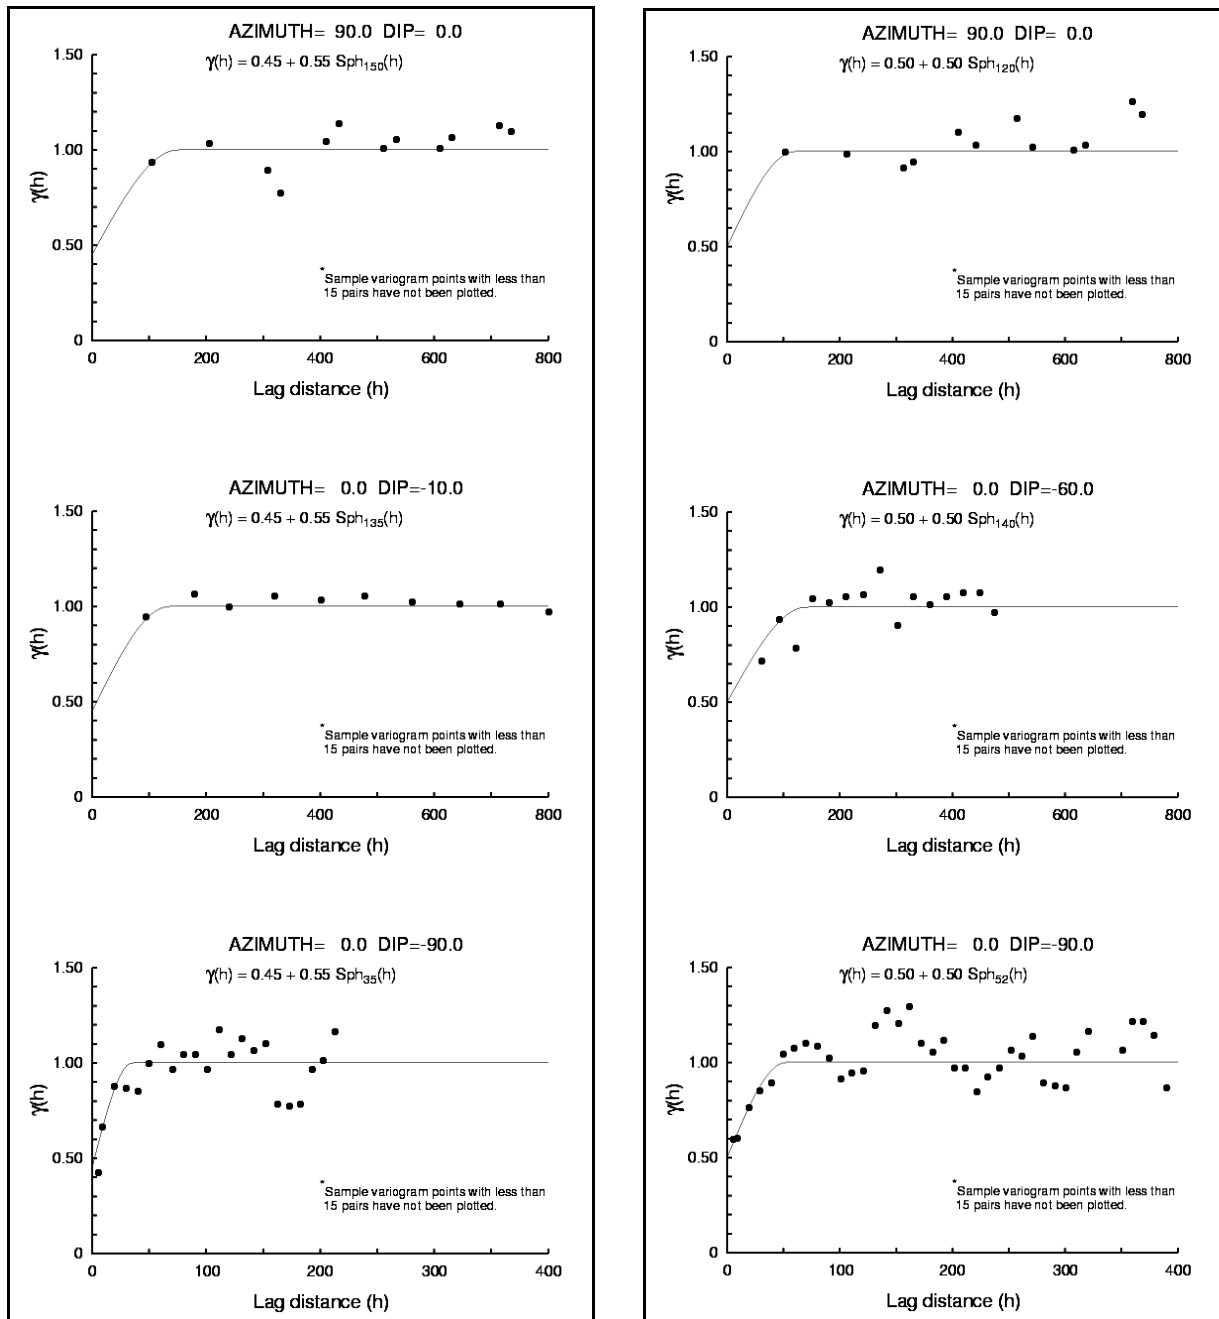 AZIMUTH= 90.0 DIP= 0.0
γ(h) = 0.45 + 0.55 Sph150(h)
1.50
1.00
0.50
0
γ(h)
*Sample variogram points with less than
15 pairs have not been plotted.
0 200 400 600 800
Lag distance (h)
AZIMUTH= 0.0 DIP=-10.0
γ(h) = 0.45 + 0.55 Sph135(h)
1.50
1.00
0.50
0
γ(h)
*Sample variogram points with less than
15 pairs have not been plotted.
0 200 400 600 800
Lag distance (h)
AZIMUTH= 0.0 DIP=-90.0
γ(h) = 0.45 + 0.55 Sph35(h)
1.50
1.00
0.50
0
γ(h)
*Sample variogram points with less than
15 pairs have not been plotted.
0 100 200 300 400
Lag distance (h)
AZIMUTH= 90.0 DIP= 0.0
γ(h) = 0.50 + 0.50 Sph120(h)
1.50
1.00
0.50
0
γ(h)
*Sample variogram points with less than
15 pairs have not been plotted.
0 200 400 600 800
Lag distance (h)
AZIMUTH= 0.0 DIP=-60.0
γ(h) = 0.50 + 0.50 Sph140(h)
1.50
1.00
0.50
0
γ(h)
*Sample variogram points with less than
15 pairs have not been plotted.
0 200 400 600 800
Lag distance (h)
AZIMUTH= 0.0 DIP=-90.0
γ(h) = 0.50 + 0.50 Sph52(h)
1.50
1.00
0.50
0
γ(h)
*Sample variogram points with less than
15 pairs have not been plotted.
0 100 200 300 400
Lag distance (h)